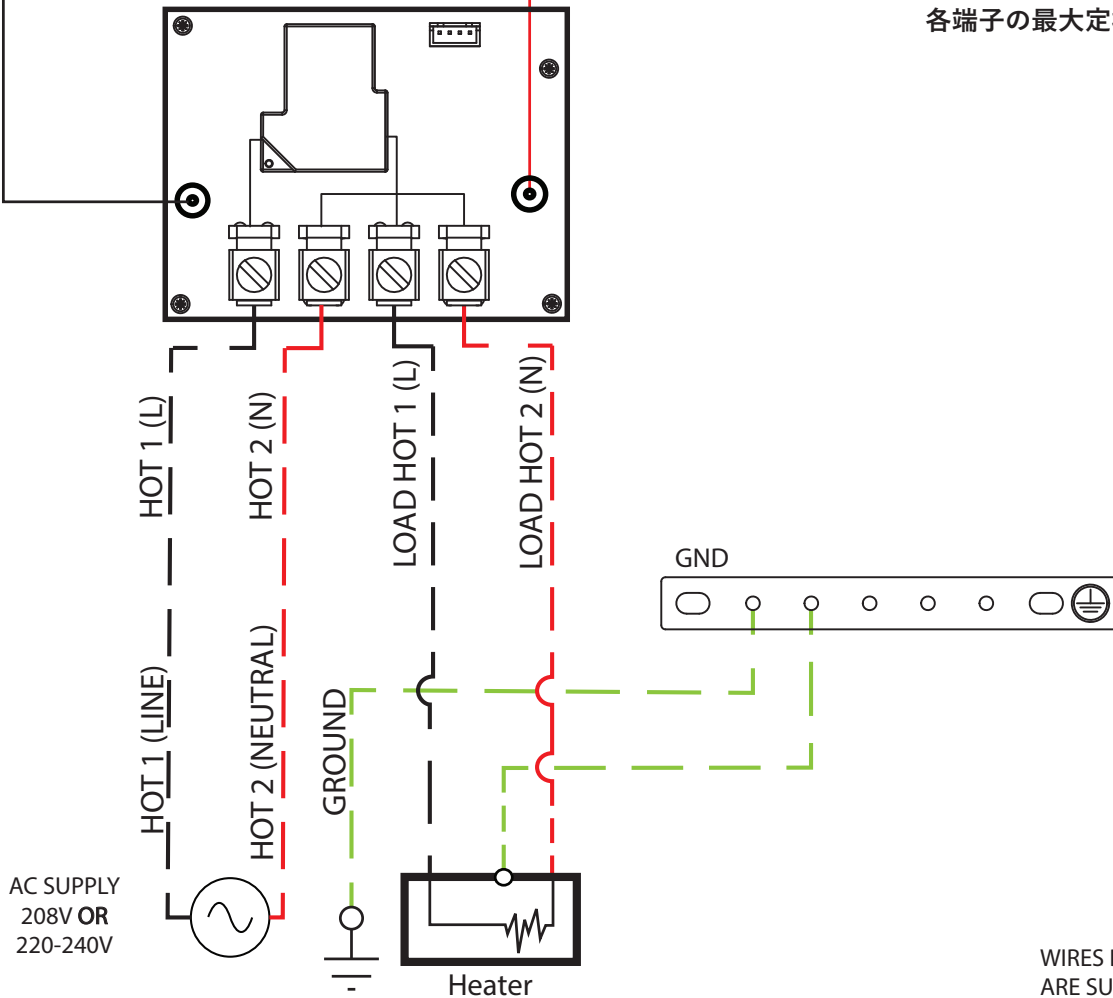 各端子の最大定
HOT 1 (L)
HOT 2 (N)
LOAD HOT 1 (L)
LOAD HOT 2 (N)
GND
HOT 1 (LINE)
HOT 2 (NEUTRAL)
GROUND
AC SUPPLY
208V OR
220-240V
Heater
WIRES
ARE SU